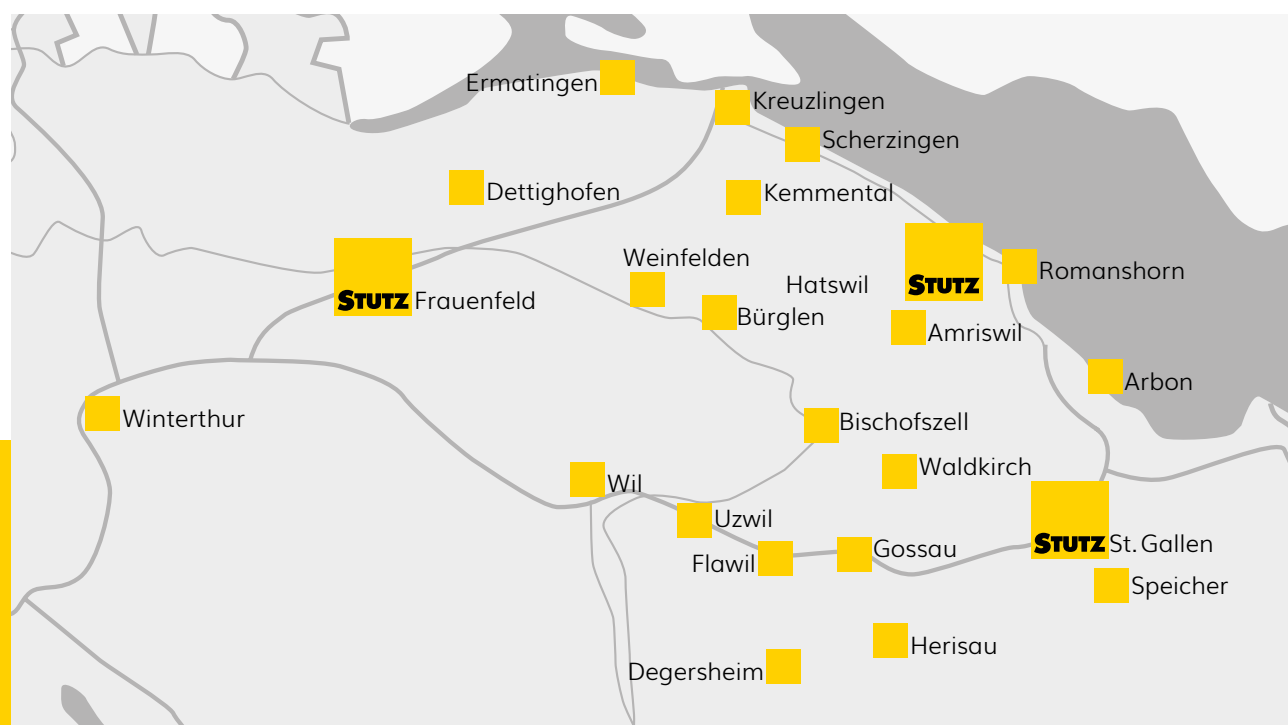 Ermatingen
Kreuzlingen
Scherzingen
Dettighofen
Kemmental
Weinfelden
Hatswil
STUTZ
Romanshorn
STUTZ Frauenfeld
Bürglen
Amriswil
Arbon
Winterthur
Bischofszell
Waldkirch
Wil
Uzwil
STUTZ St. Gallen
Flawil
Gossau
Speicher
Herisau
Degersheim